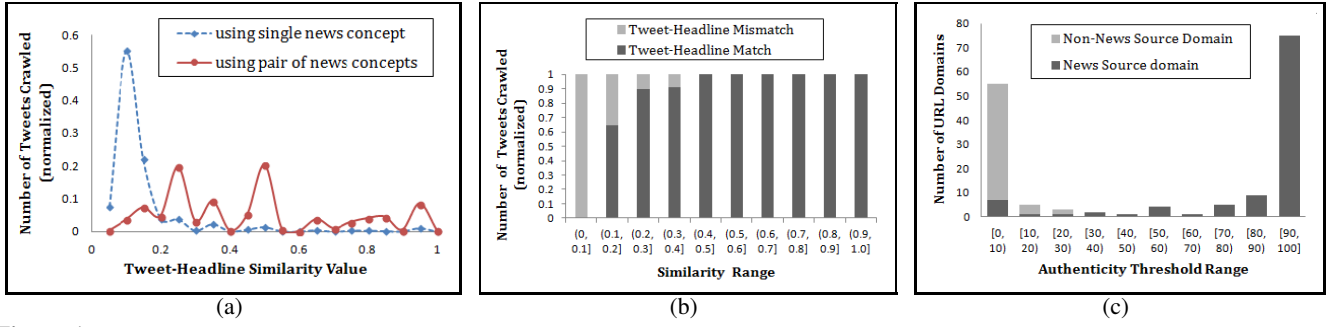 Number of Tweets Crawled
(normalized)
0.6
0.5
0.4
0.3
0.2
0.1
0
using single news concept
using pair of news concepts
0 0.2 0.4 0.6 0.8 1
Tweet-Headline Similarity Value
(a)
Number of Tweets Crawled
(normalized)
Tweet-Headline Mismatch
Tweet-Headline Match
1
0.9
0.8
0.7
0.6
0.5
0.4
0.3
0.2
0.1
0
(0, (0.1, (0.2, (0.3, (0.4, (0.5, (0.6, (0.7, (0.8, (0.9,
0.1] 0.2] 0.3] 0.4] 0.5] 0.6] 0.7] 0.8] 0.9] 1.0]
Similarity Range
(b)
Number of URL Domains
80
70
60
50
40
30
20
10
0
Non-News Source Domain
News Source domain
[0, [10, [20, [30, [40, [50, [60, [70, [80, [90,
10) 20) 30) 40) 50) 60) 70) 80) 90) 100]
Authenticity Threshold Range
(c)